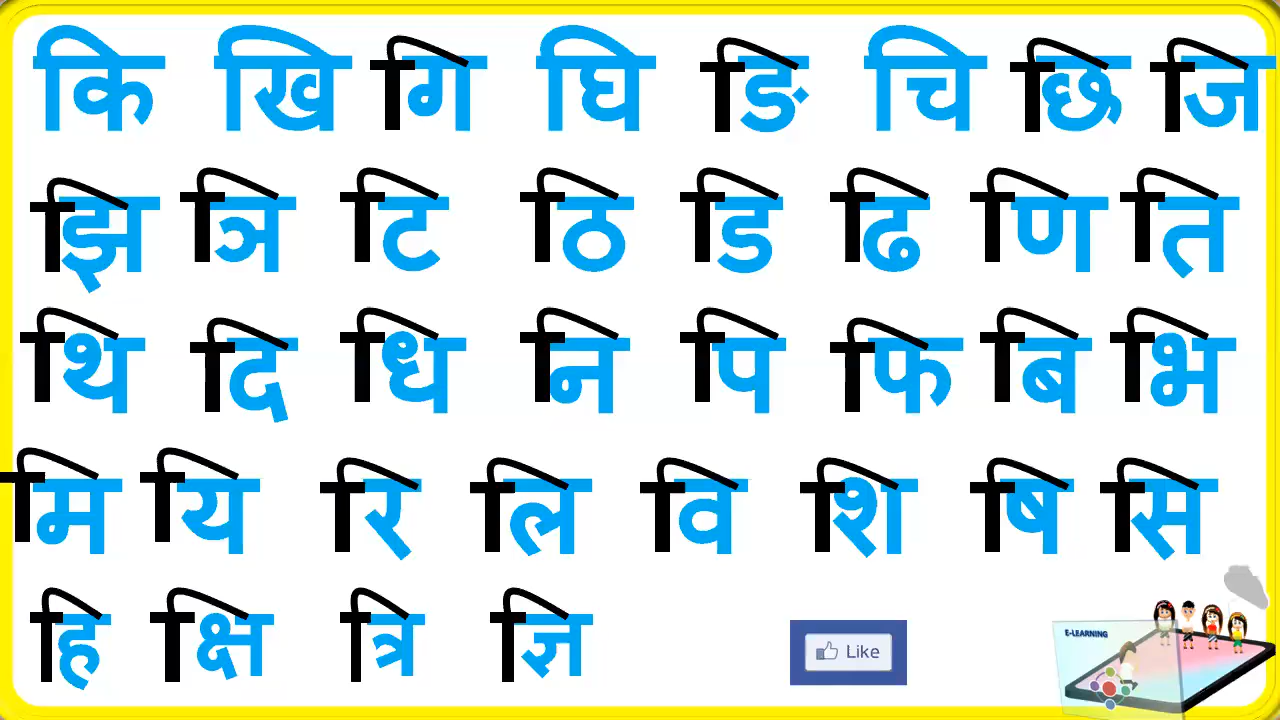 कि खि गि घि ङि चि छि जि
झि ञि टि ठि डि ढि णि ति
थि दि धि नि पि फि बि भि
मि यि रि लि वि शि षि सि
हि क्षि त्रि ज्ञि
Like
E-LEARNING